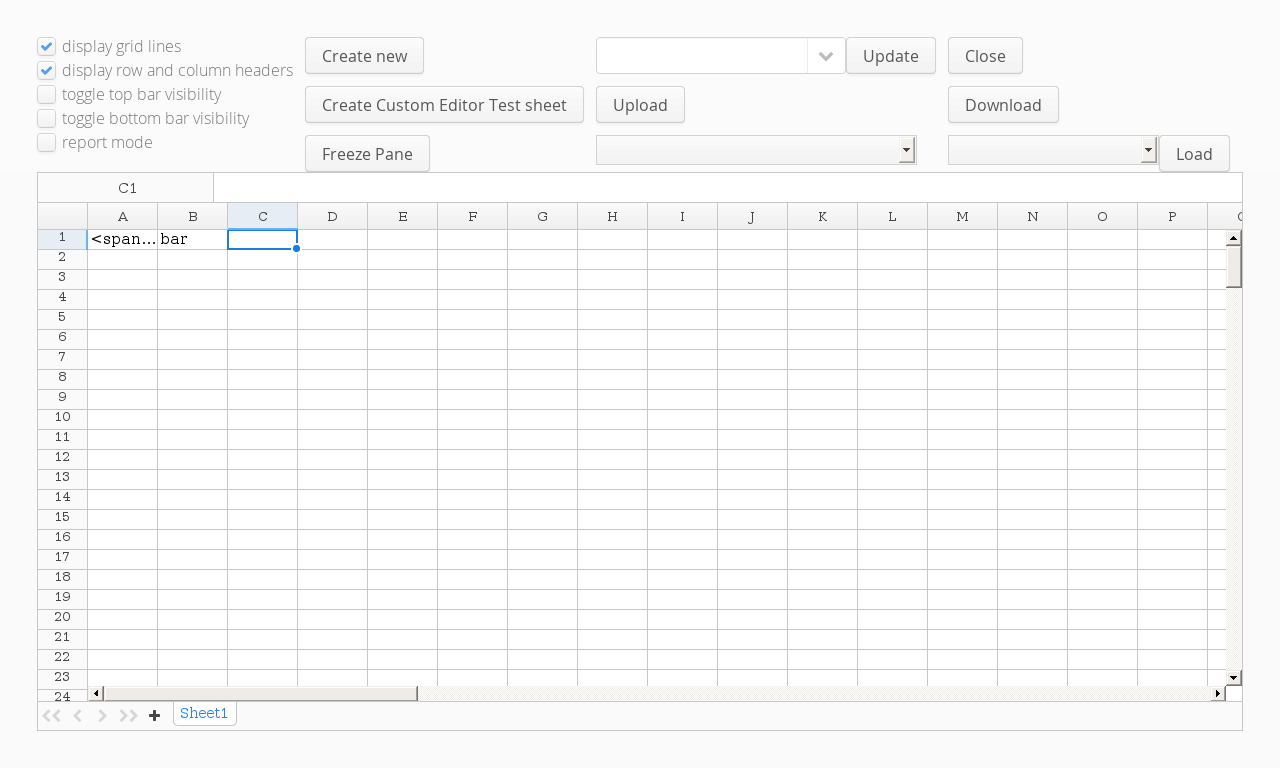 display grid lines
display row and column headers
toggle top bar visibility
toggle bottom bar visibility
report mode
Create new
Update
Close
Create Custom Editor Test sheet
Upload
Download
Freeze Pane
Load
C1
A B C D E F G H I J K L M N O P
1 <span... bar
2
3
4
5
6
7
8
9
10
11
12
13
14
15
16
17
18
19
20
21
22
23
24
Sheet1